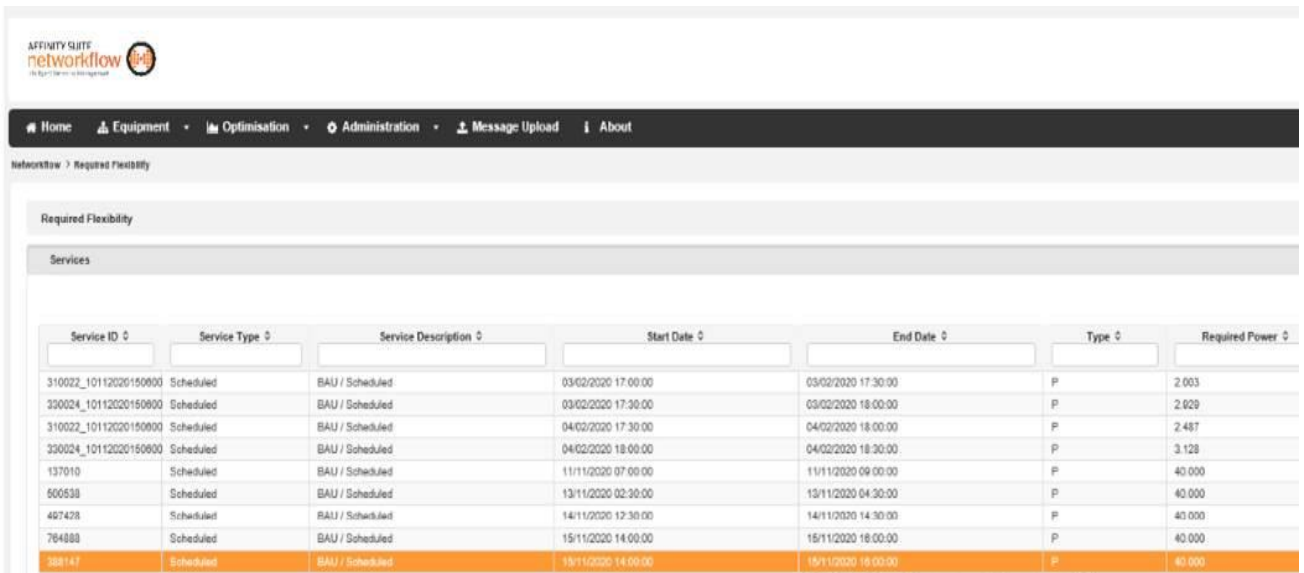 AFFINITY SUITE
networkflow
Home Equipment Optimisation Administration Message Upload i About
Networkflow > Required Flexibility
Required Flexibility
Services
Service ID Service Type Service Description Start Date End Date Type Required Power
310022_10112020150600 Scheduled BAU / Scheduled 03/02/2020 17:00:00 03/02/2020 17:30:00 P 2.003
330024_10112020150600 Scheduled BAU / Scheduled 03/02/2020 17:30:00 03/02/2020 18:00:00 P 2.929
310022_10112020150600 Scheduled BAU / Scheduled 04/02/2020 17:30:00 04/02/2020 18:00:00 P 2.487
330024_10112020150600 Scheduled BAU / Scheduled 04/02/2020 18:00:00 04/02/2020 18:30:00 P 3.128
137010 Scheduled BAU / Scheduled 11/11/2020 07:00:00 11/11/2020 09:00:00 P 40.000
500538 Scheduled BAU / Scheduled 13/11/2020 02:30:00 13/11/2020 04:30:00 P 40.000
497428 Scheduled BAU / Scheduled 14/11/2020 12:30:00 14/11/2020 14:30:00 P 40.000
764888 Scheduled BAU / Scheduled 15/11/2020 14:00:00 15/11/2020 16:00:00 P 40.000
388147 Scheduled BAU / Scheduled 15/11/2020 14:00:00 15/11/2020 16:00:00 P 40.000